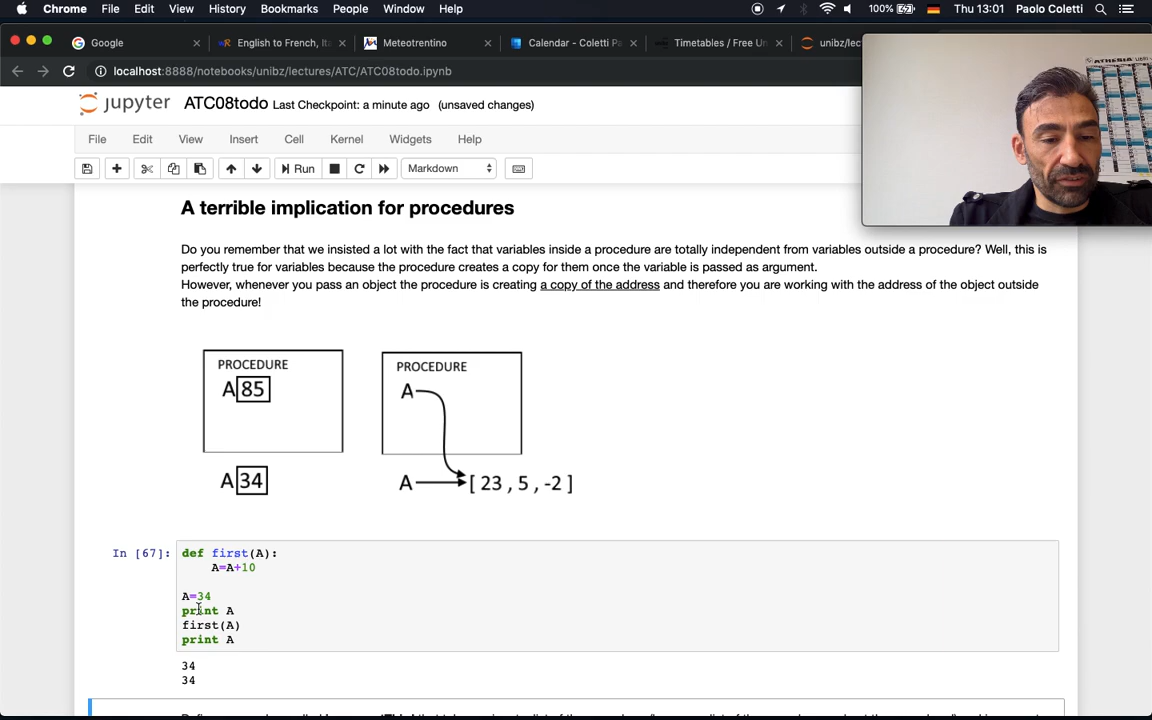 Chrome File Edit View History Bookmarks People Window Help 100% Thu 13:01 Paolo Coletti
Google English to French, Ita Meteotrentino Calendar - Coletti Pa Timetables / Free Un unibz/lec
localhost:8888/notebooks/unibz/lectures/ATC/ATC08todo.ipynb
jupyter ATC08todo Last Checkpoint: a minute ago (unsaved changes)
File Edit View Insert Cell Kernel Widgets Help
Run Markdown
A terrible implication for procedures
Do you remember that we insisted a lot with the fact that variables inside a procedure are totally independent from variables outside a procedure? Well, this is
perfectly true for variables because the procedure creates a copy for them once the variable is passed as argument.
However, whenever you pass an object the procedure is creating a copy of the address and therefore you are working with the address of the object outside
the procedure!
PROCEDURE PROCEDURE
A 85 A
A 34 A [ 23 , 5 , -2 ]
In [67]: def first(A):
A=A+10
A=34
print A
first(A)
print A
34
34